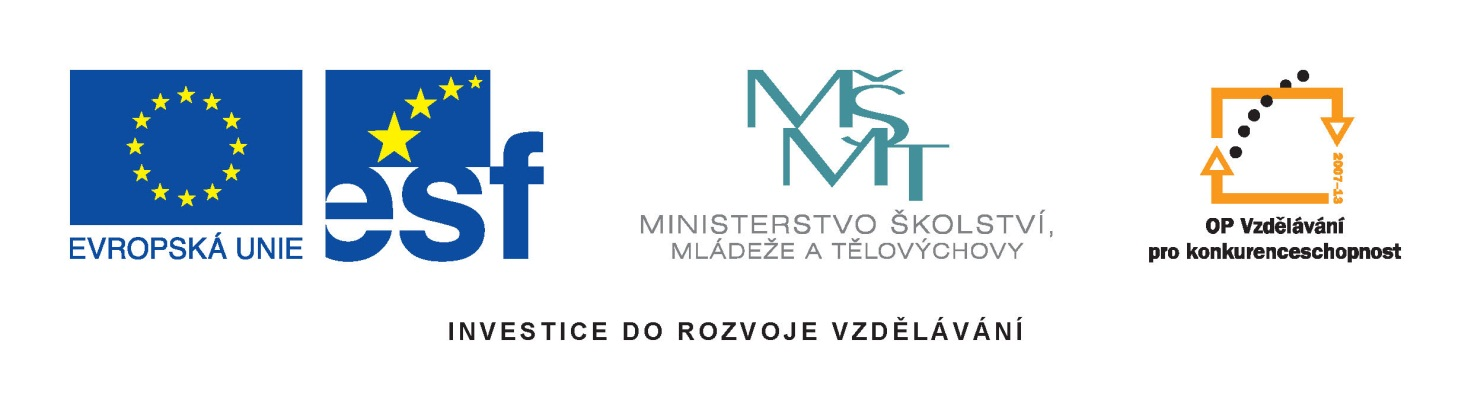 EVROPSKÁ UNIE
esf
MŠMT
MINISTERSTVO ŠKOLSTVÍ,
MLÁDEŽE A TĚLOVÝCHOVY
2007-13
OP Vzdělávání
pro konkurenceschopnost
INVESTICE DO ROZVOJE VZDĚLÁVÁNÍ